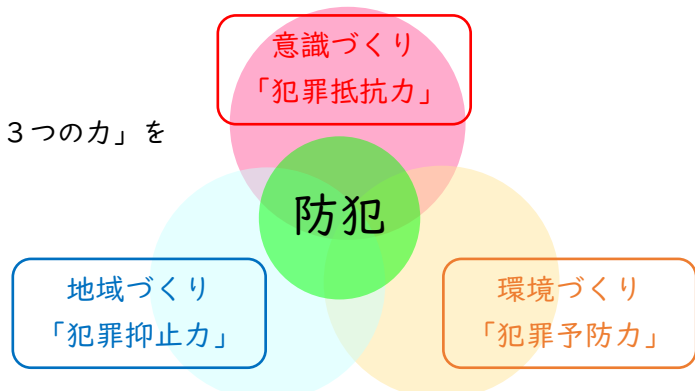 意識づくり
「犯罪抵抗力」
３つの力」を
防犯
地域づくり
「犯罪抑止力」
環境づくり
「犯罪予防力」